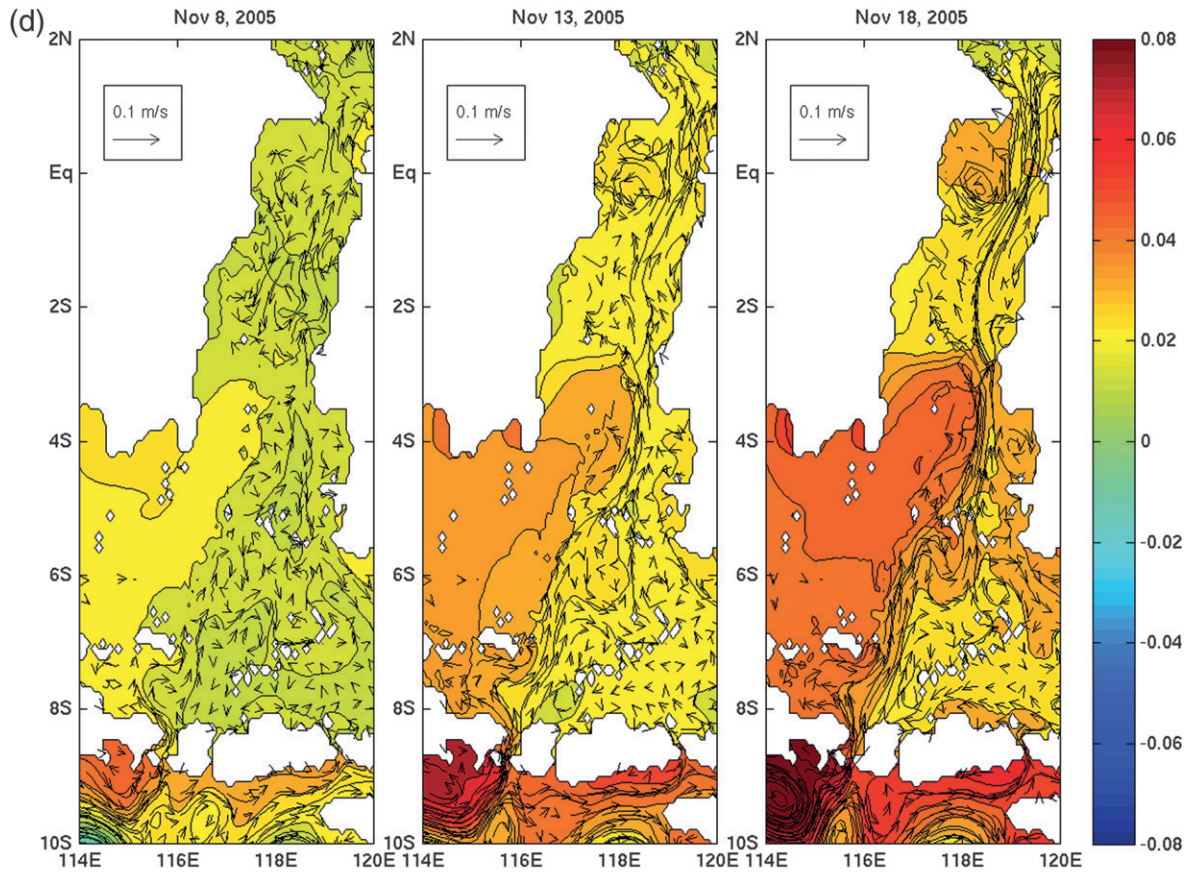 (d)
Nov 8, 2005 Nov 13, 2005 Nov 18, 2005
2N
0.1 m/s 0.1 m/s 0.1 m/s
Eq
2S
4S
6S
8S
10S
114E 116E 118E 120E 114E 116E 118E 120E 114E 116E 118E 120E
2N
Eq
2S
4S
6S
8S
10S
2N
Eq
2S
4S
6S
8S
10S
0.08
0.06
0.04
0.02
0
-0.02
-0.04
-0.06
-0.08